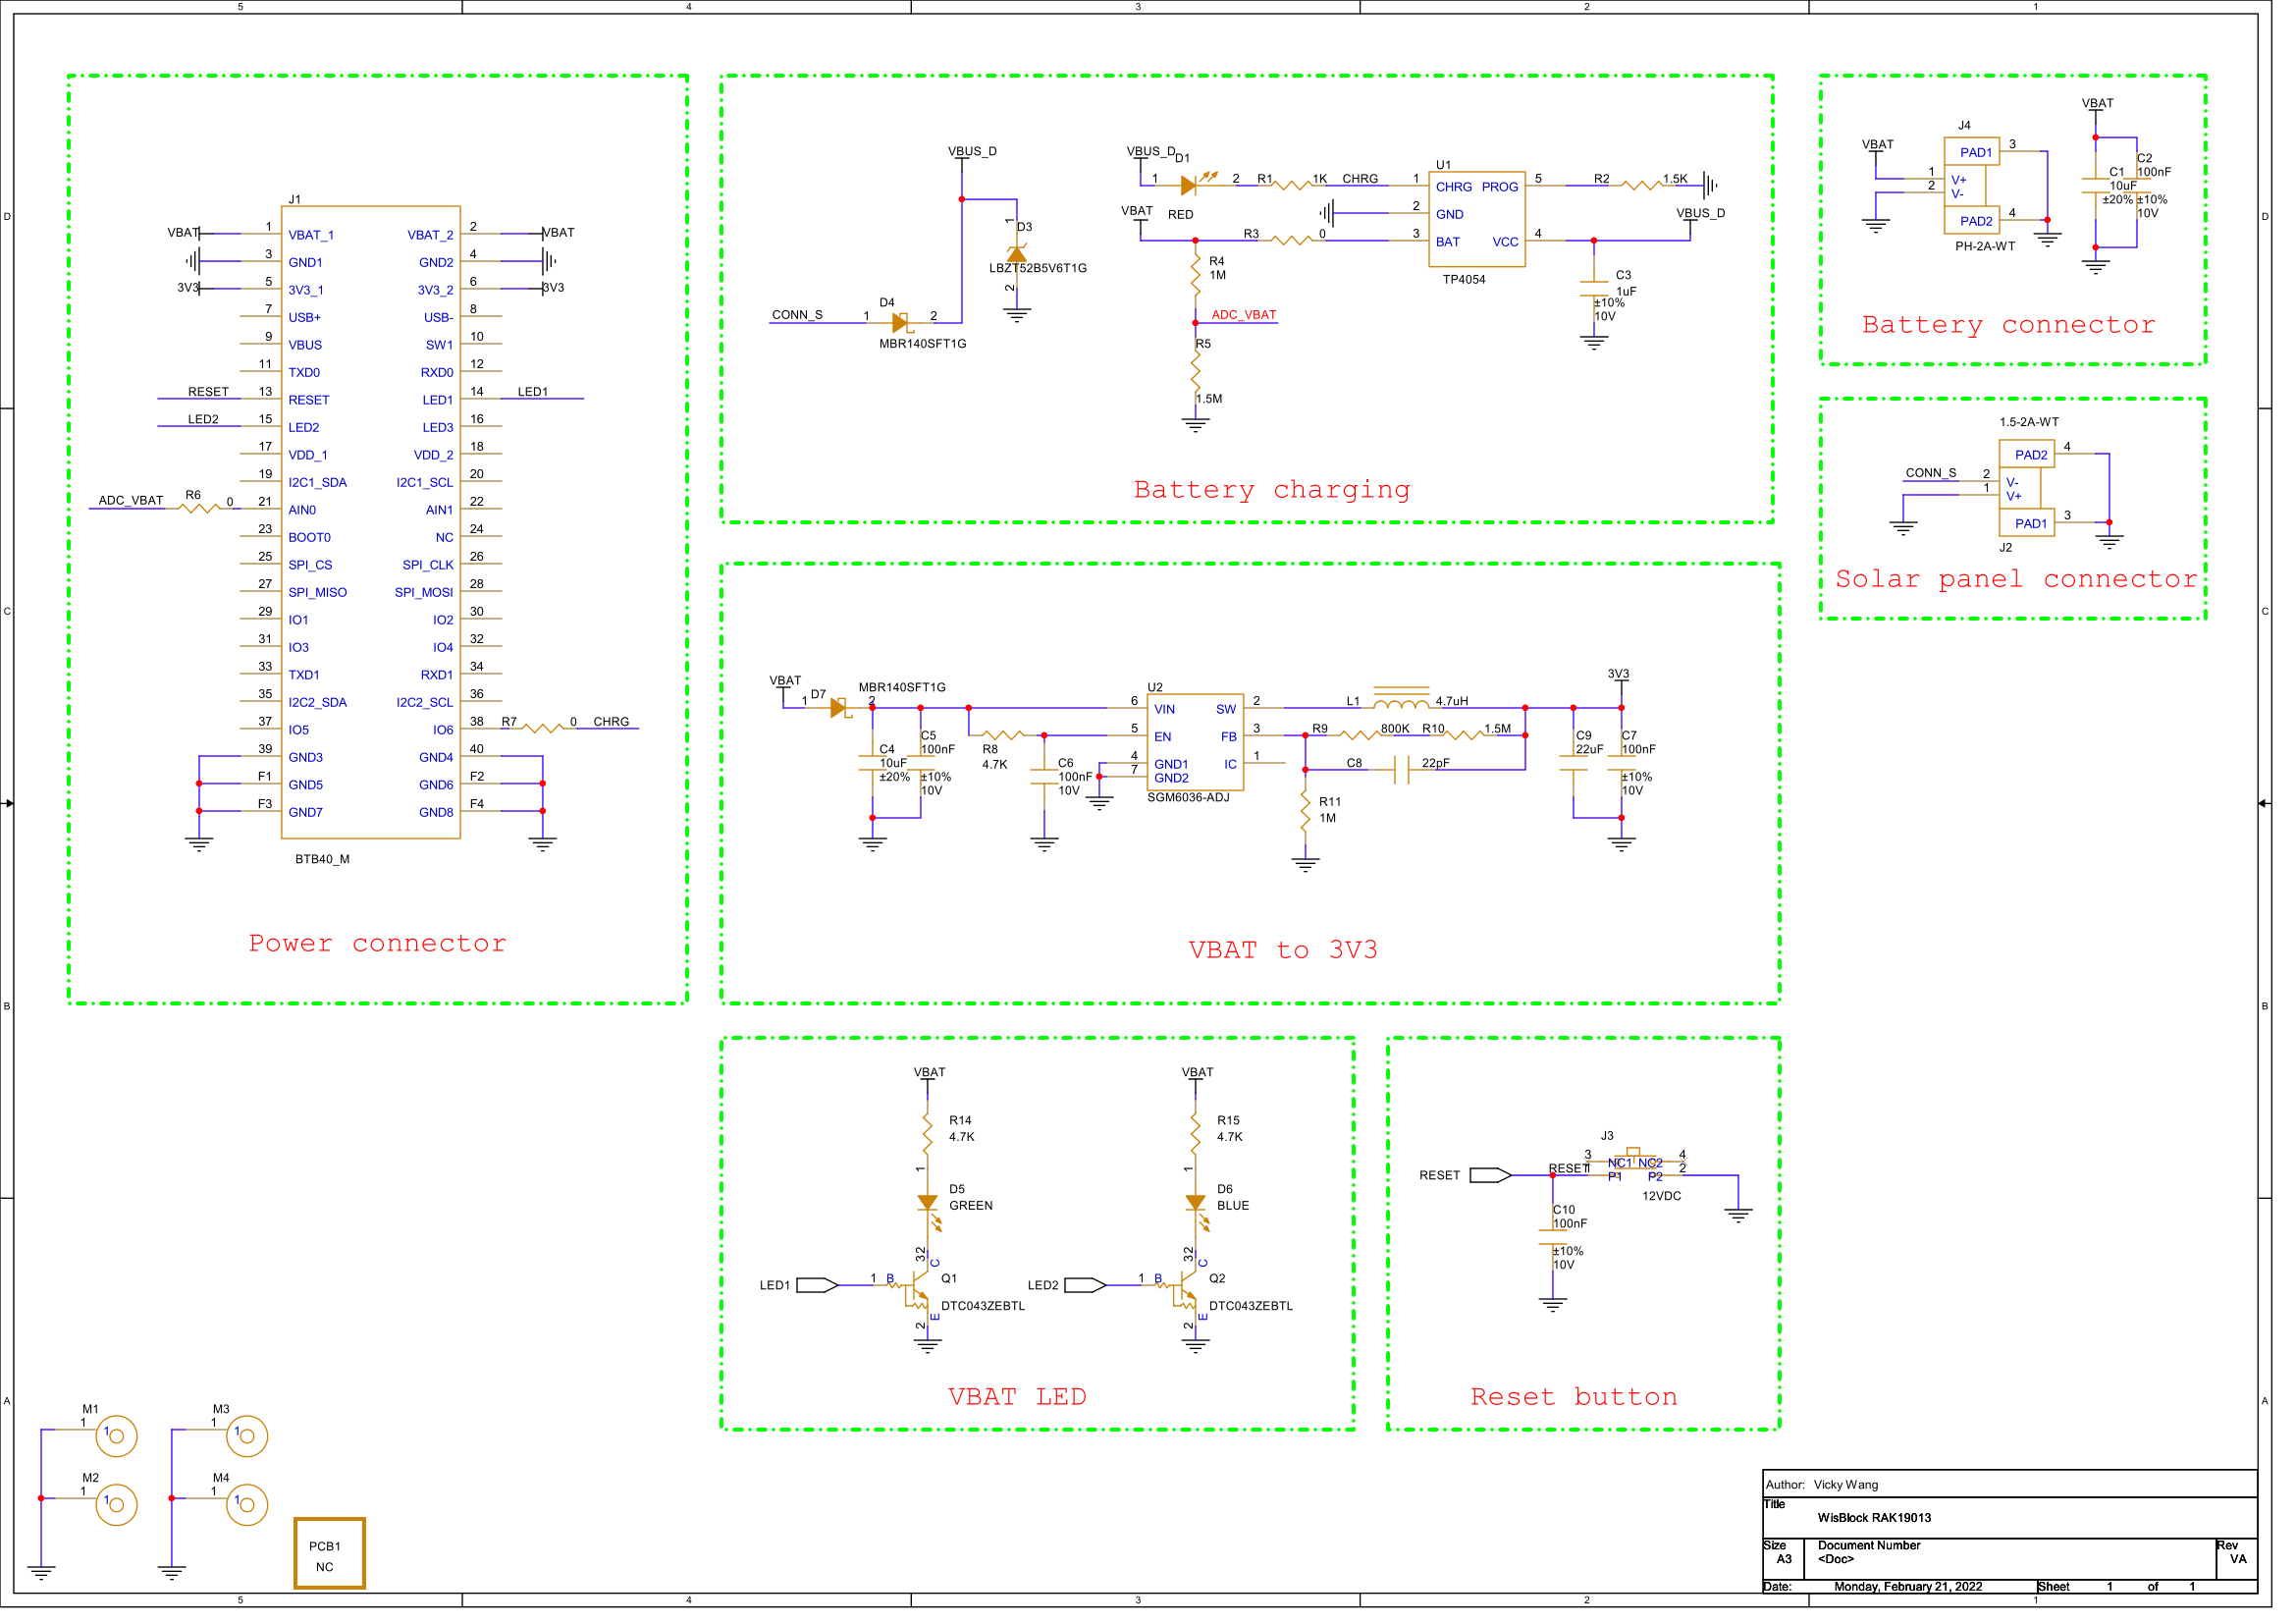 5
4
3
2
1
D
C
B
A
D
C
B
A
J1
VBAT 1 VBAT_1 VBAT_2 2 VBAT
3 GND1 GND2 4
3V3 5 3V3_1 3V3_2 6 3V3
7 USB+ USB- 8
9 VBUS SW1 10
11 TXD0 RXD0 12
RESET 13 RESET LED1 14 LED1
LED2 15 LED2 LED3 16
17 VDD_1 VDD_2 18
19 I2C1_SDA I2C1_SCL 20
ADC_VBAT R6 0 21 AIN0 AIN1 22
23 BOOT0 NC 24
25 SPI_CS SPI_CLK 26
27 SPI_MISO SPI_MOSI 28
29 IO1 IO2 30
31 IO3 IO4 32
33 TXD1 RXD1 34
35 I2C2_SDA I2C2_SCL 36
37 IO5 IO6 38 R7 0 CHRG
39 GND3 GND4 40
F1 GND5 GND6 F2
F3 GND7 GND8 F4
BTB40_M
Power connector
VBUS_D
1
D3
LBZT52B5V6T1G
2
CONN_S 1 D4 2
MBR140SFT1G
VBUS_D
D1
1 2 R1 1K CHRG 1
RED
U1
CHRG PROG 5 R2 1.5K
2 GND
VBAT
R3 0 3 BAT VCC 4
VBUS_D
TP4054
R4
1M
ADC_VBAT
R5
1.5M
C3
1uF
±10%
10V
Battery charging
VBAT
J4
1 V+
2 V-
PAD1 3
PAD2 4
PH-2A-WT
VBAT
C1
10uF
±20%
C2
100nF
±10%
10V
Battery connector
1.5-2A-WT
PAD2 4
CONN_S 2 V-
1 V+
PAD1 3
J2
Solar panel connector
VBAT
1 D7 2
MBR140SFT1G
C4
10uF
±20%
C5
100nF
±10%
10V
R8
4.7K
C6
100nF
10V
U2
6 VIN SW 2
5 EN FB 3
4 GND1 IC 1
7 GND2
SGM6036-ADJ
L1 4.7uH
R9 800K R10 1.5M
C8 22pF
R11
1M
3V3
C9
22uF
C7
100nF
±10%
10V
VBAT to 3V3
VBAT
R14
4.7K
1
D5
GREEN
32
C
LED1 1 B Q1
DTC043ZEBTL
E
2
VBAT
R15
4.7K
1
D6
BLUE
32
C
LED2 1 B Q2
DTC043ZEBTL
E
2
VBAT LED
J3
3 NC1 NC2 4
RESET RESET 1 P1 P2 2
12VDC
C10
100nF
±10%
10V
Reset button
M1
1 1
M2
1 1
M3
1 1
M4
1 1
PCB1
NC
Author: Vicky Wang
Title
WisBlock RAK19013
Size
A3
Document Number
<Doc>
Rev
VA
Date: Monday, February 21, 2022 Sheet 1 of 1
5
4
3
2
1